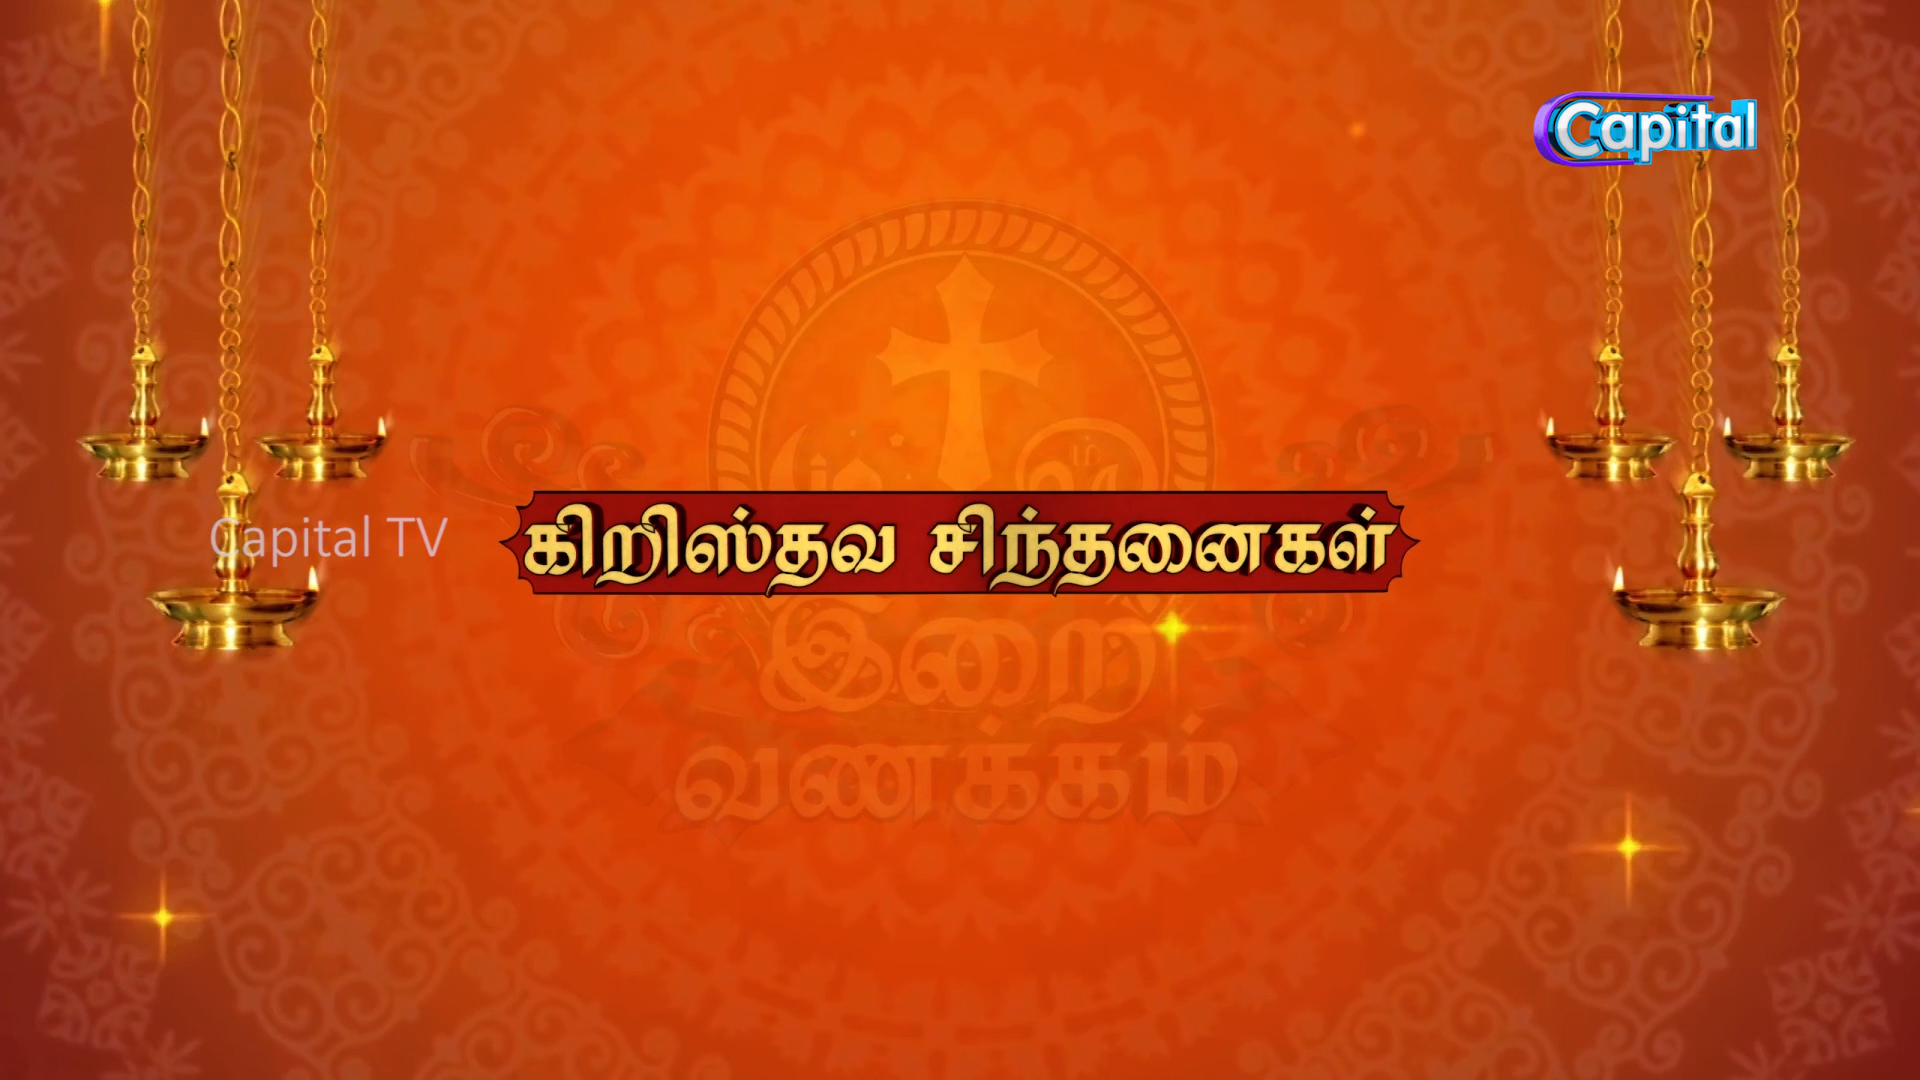 Capital
Capital TV
கிறிஸ்தவ சிந்தனைகள்
இறை
வணக்கம்